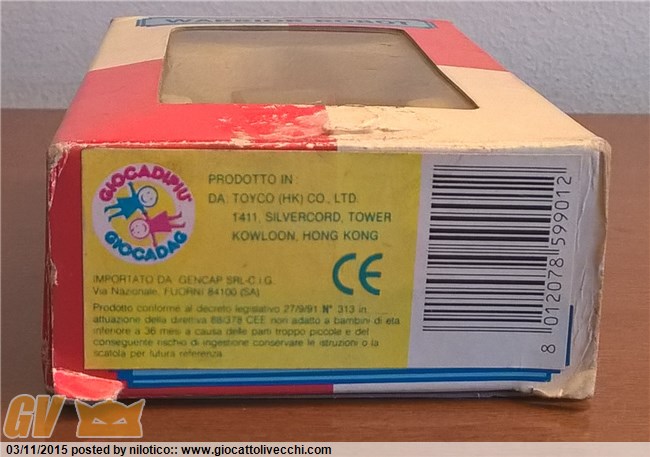 WARRIOR ROBOT
GIOCADIPIU'
GIOCADAG
PRODOTTO IN :
DA: TOYCO (HK) CO., LTD.
1411, SILVERCORD, TOWER
KOWLOON, HONG KONG
CE
IMPORTATO DA GENCAP SRL-C.I.G.
Via Nazionale, FUORNI 84100 (SA)
Prodotto conforme al decreto legislativo 27/9/91 N° 313 in
attuazione della direttiva 88/378 CEE non adatto a bambini di eta
inferiore a 36 mesi a causa delle parti troppo piccole e del
conseguente rischio di ingestione conservare le istruzioni o la
scatola per futura referenza
8 012078 599012
GV
03/11/2015 posted by nilotico:: www.giocattolivecchi.com